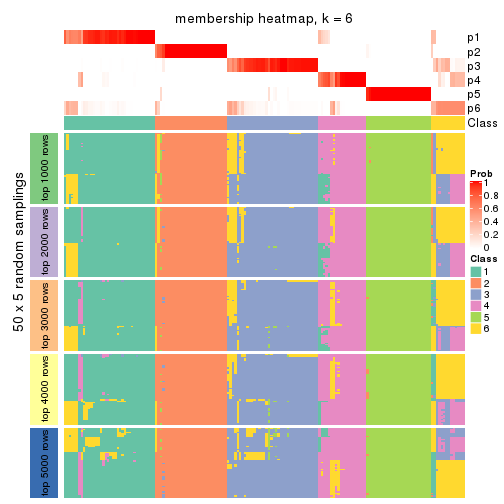 membership heatmap, k = 6
p1
p2
p3
p4
p5
p6
Class
50 x 5 random samplings
top 1000 rows
top 2000 rows
top 3000 rows
top 4000 rows
top 5000 rows
Prob
1
0.8
0.6
0.4
0.2
0
Class
1
2
3
4
5
6